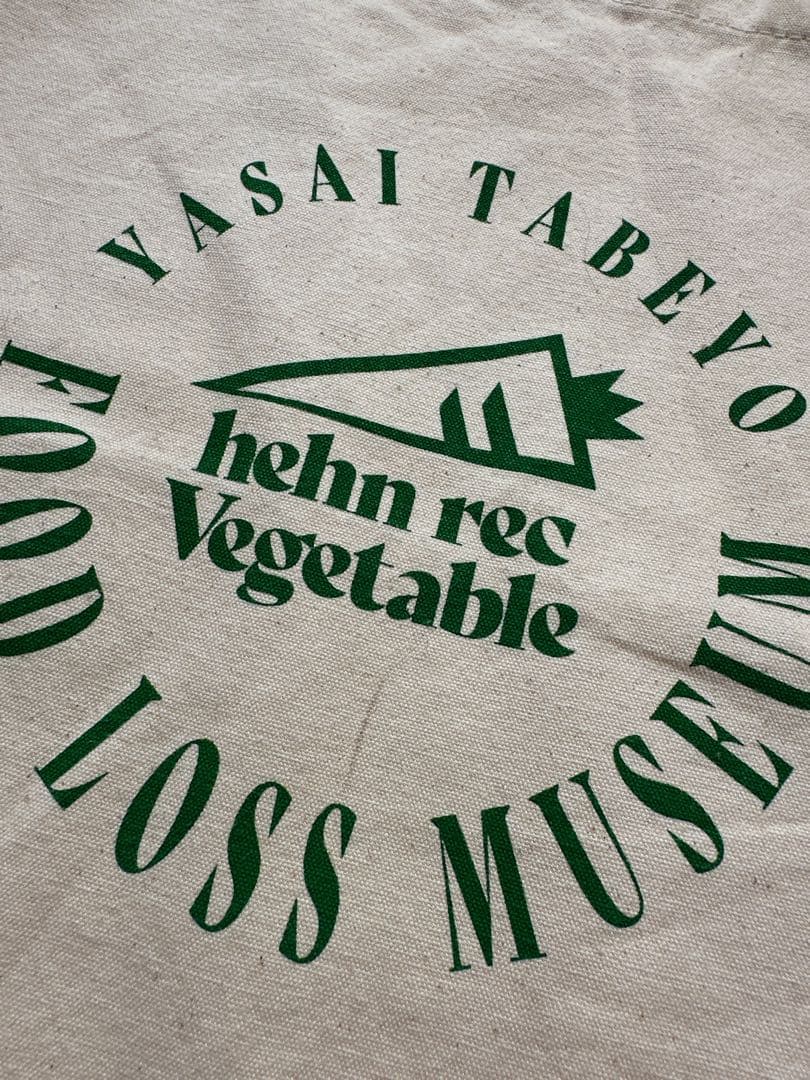 YASAI TABEYO
hehn rec
Vegetable
FOOD LOSS MUSEUM